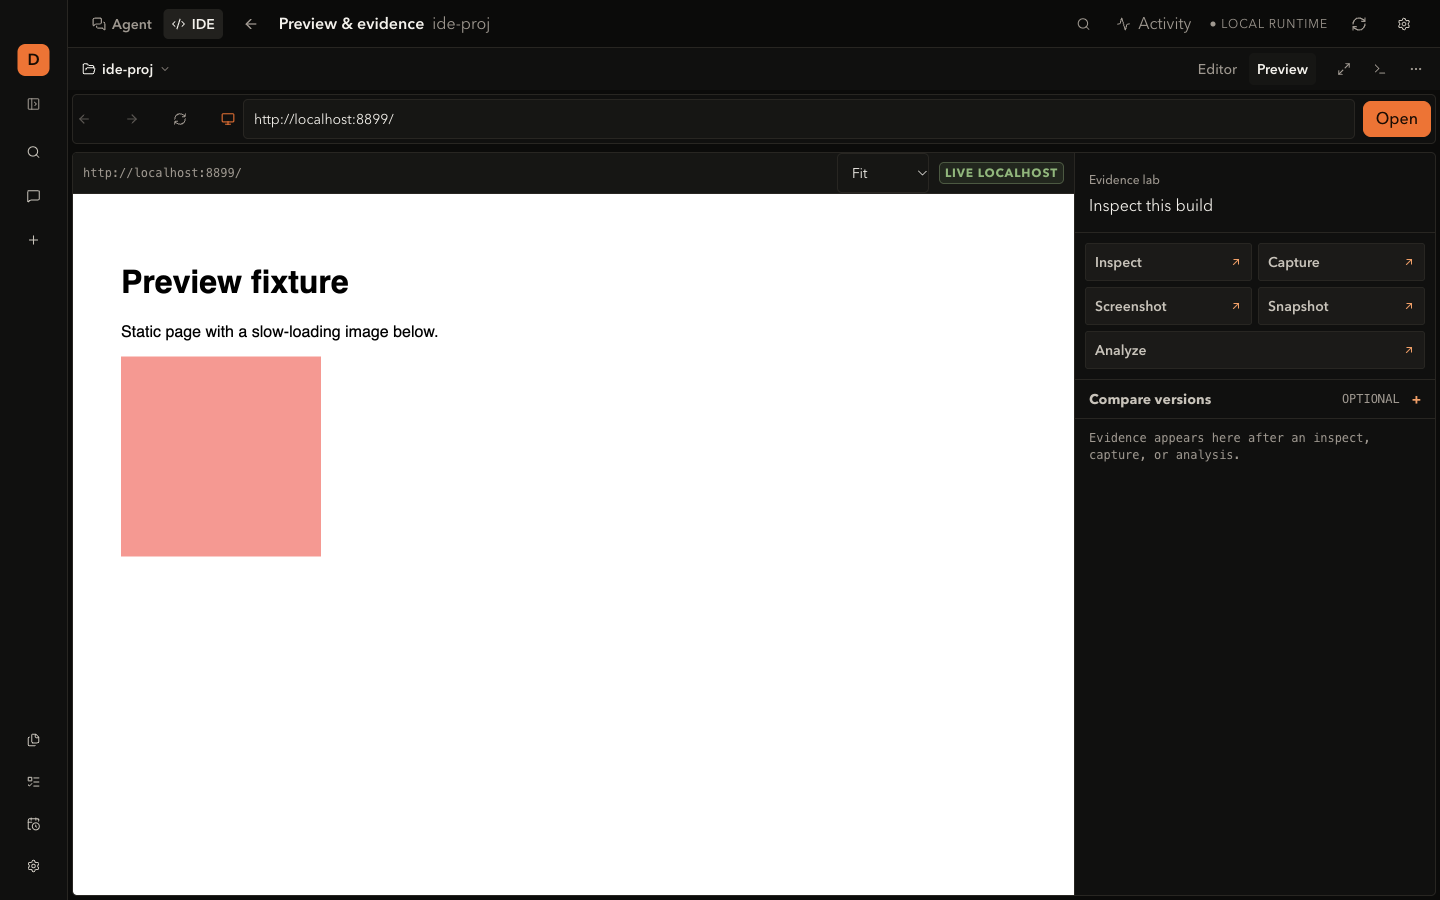 Agent
IDE
Preview & evidence ide-proj
Activity
LOCAL RUNTIME
D
ide-proj
Editor
Preview
http://localhost:8899/
Open
http://localhost:8899/
Fit
LIVE LOCALHOST
Preview fixture
Static page with a slow-loading image below.
Evidence lab
Inspect this build
Inspect
Capture
Screenshot
Snapshot
Analyze
Compare versions
OPTIONAL +
Evidence appears here after an inspect,
capture, or analysis.